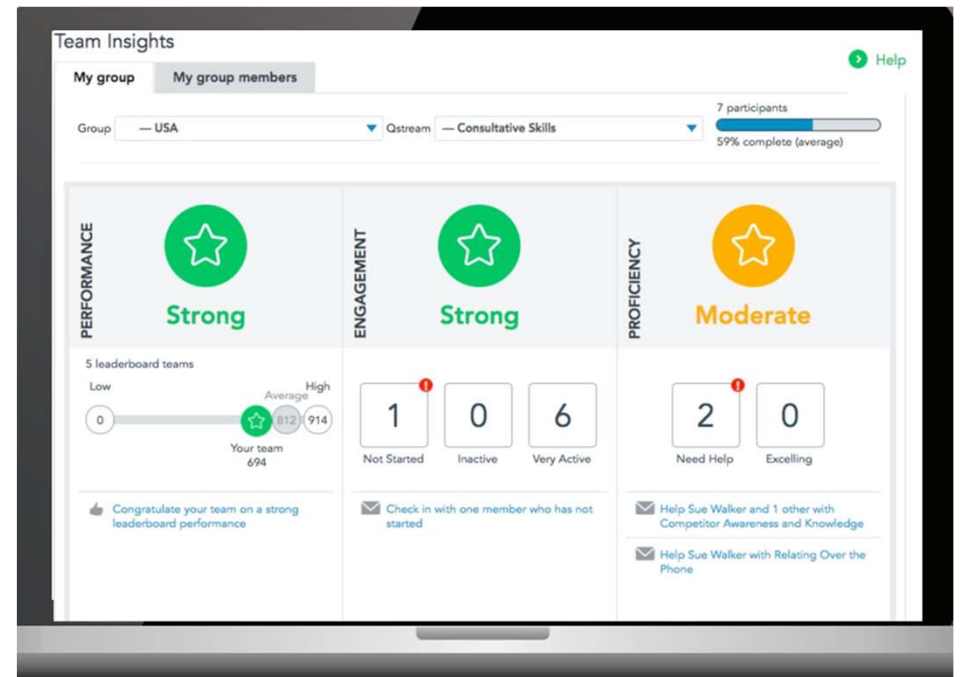 Team Insights
Help
My group
My group members
7 participants
Group
— USA
Qstream
— Consultative Skills
59% complete (average)
PERFORMANCE
Strong
5 leaderboard teams
Low
High
Average
0
812
914
Your team
694
Congratulate your team on a strong
leaderboard performance
ENGAGEMENT
Strong
1
0
6
Not Started
Inactive
Very Active
Check in with one member who has not
started
PROFICIENCY
Moderate
2
0
Need Help
Excelling
Help Sue Walker and 1 other with
Competitor Awareness and Knowledge
Help Sue Walker with Relating Over the
Phone